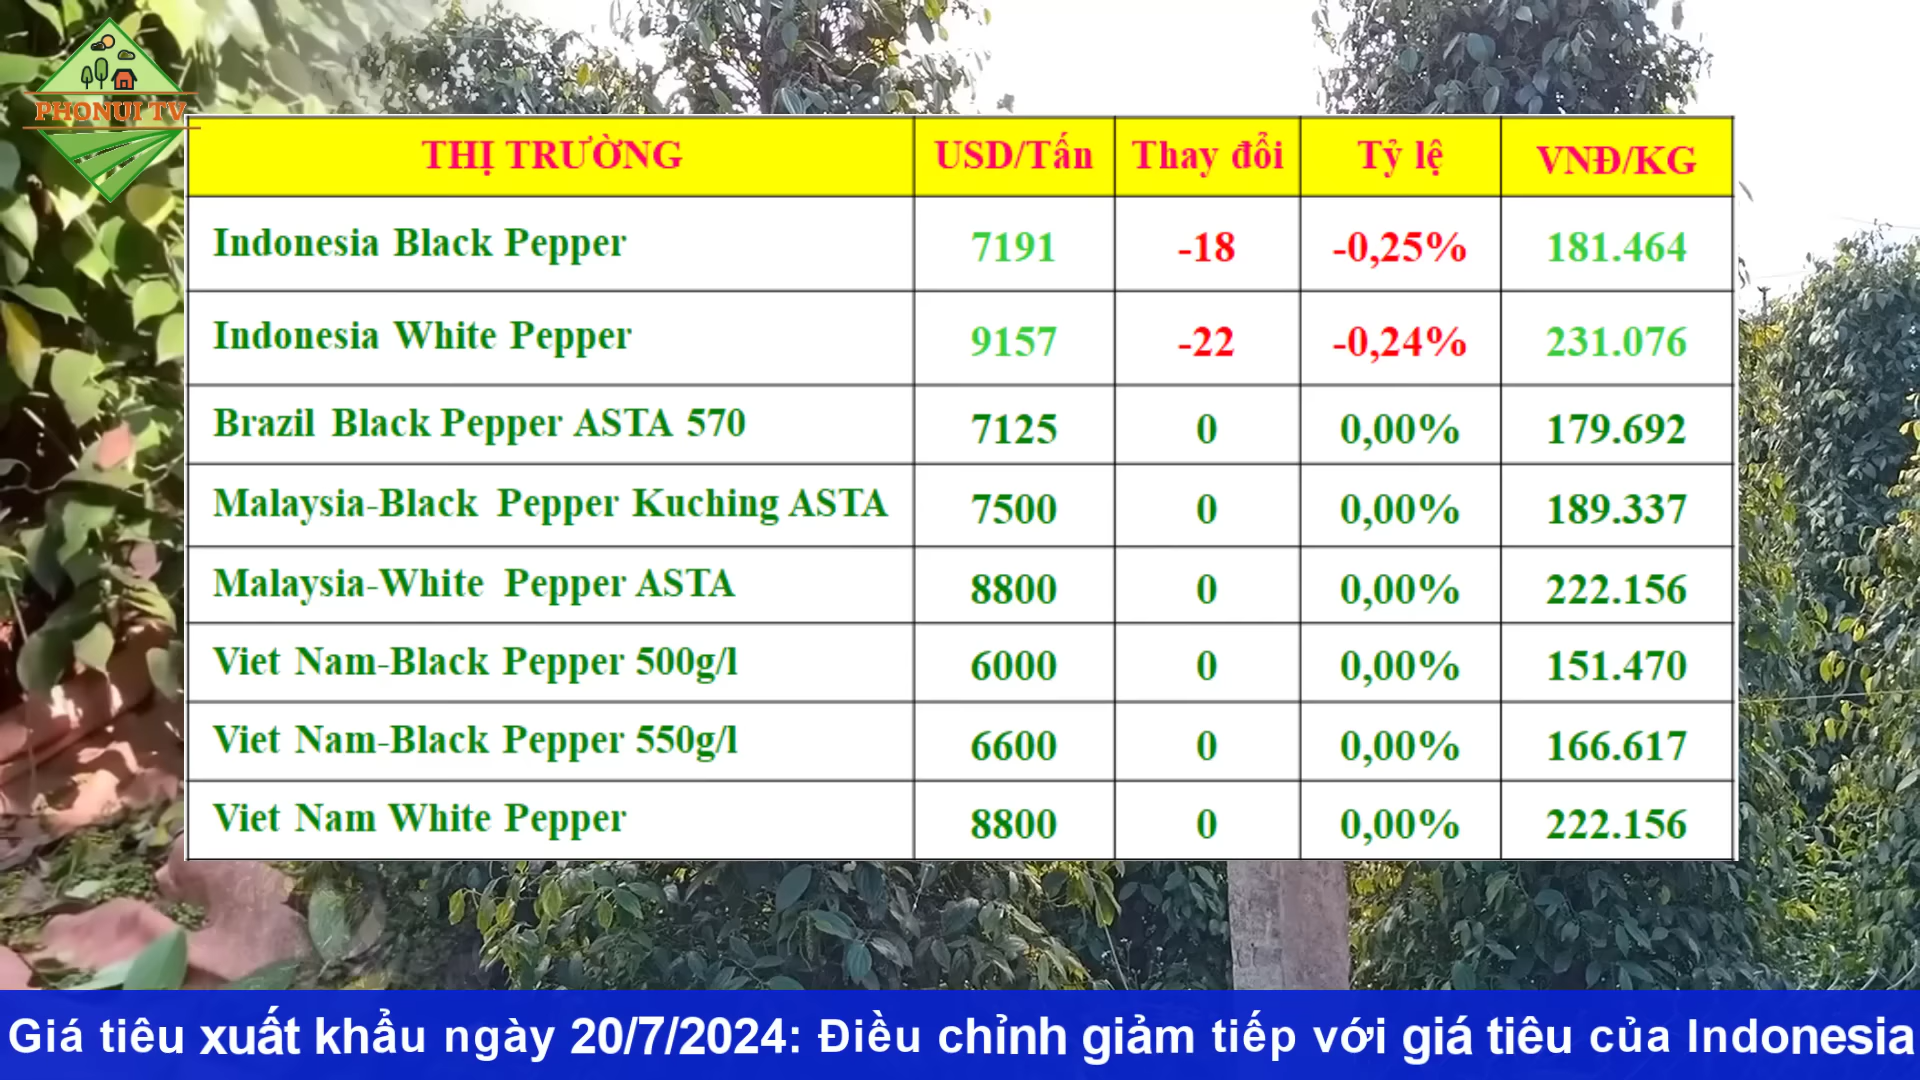 PHONUI TV
THỊ TRƯỜNG USD/Tấn Thay đổi Tỷ lệ VNĐ/KG
Indonesia Black Pepper 7191 -18 -0,25% 181.464
Indonesia White Pepper 9157 -22 -0,24% 231.076
Brazil Black Pepper ASTA 570 7125 0 0,00% 179.692
Malaysia-Black Pepper Kuching ASTA 7500 0 0,00% 189.337
Malaysia-White Pepper ASTA 8800 0 0,00% 222.156
Viet Nam-Black Pepper 500g/l 6000 0 0,00% 151.470
Viet Nam-Black Pepper 550g/l 6600 0 0,00% 166.617
Viet Nam White Pepper 8800 0 0,00% 222.156
Giá tiêu xuất khẩu ngày 20/7/2024: Điều chỉnh giảm tiếp với giá tiêu của Indonesia